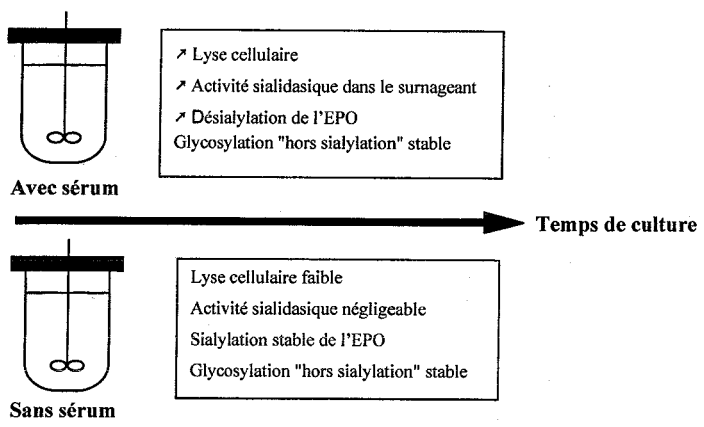 ↗ Lyse cellulaire
↗ Activité sialidasique dans le surnageant
↗ Désialylation de l'EPO
Glycosylation "hors sialylation" stable
Avec sérum
Temps de culture
Lyse cellulaire faible
Activité sialidasique négligeable
Sialylation stable de l'EPO
Glycosylation "hors sialylation" stable
Sans sérum